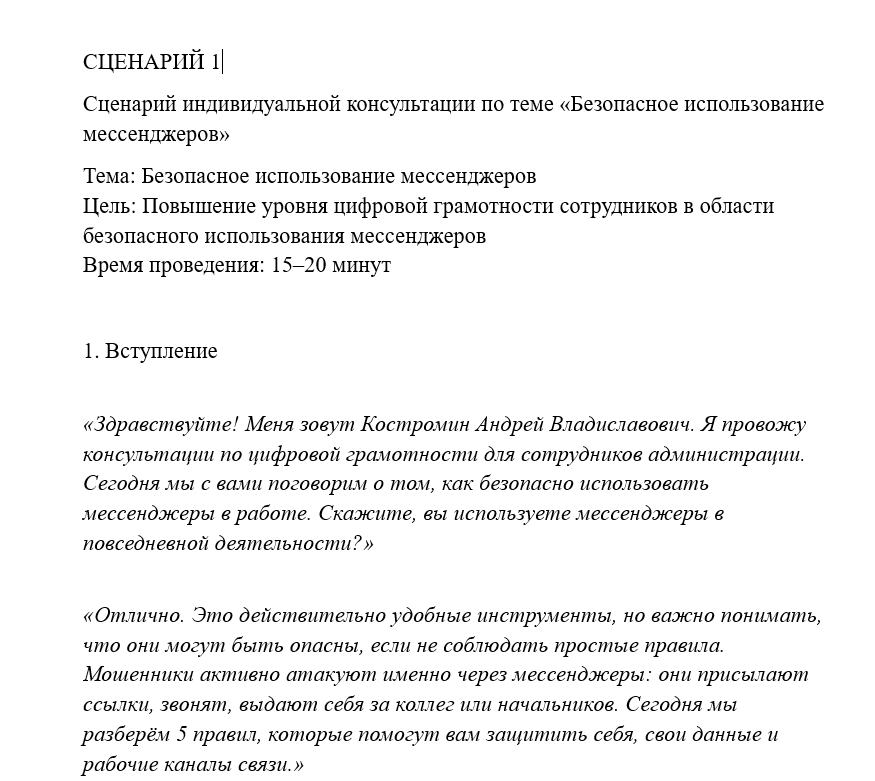 СЦЕНАРИЙ 1
Сценарий индивидуальной консультации по теме «Безопасное использование
мессенджеров»
Тема: Безопасное использование мессенджеров
Цель: Повышение уровня цифровой грамотности сотрудников в области
безопасного использования мессенджеров
Время проведения: 15–20 минут
1. Вступление
«Здравствуйте! Меня зовут Костромин Андрей Владиславович. Я провожу
консультации по цифровой грамотности для сотрудников администрации.
Сегодня мы с вами поговорим о том, как безопасно использовать
мессенджеры в работе. Скажите, вы используете мессенджеры в
повседневной деятельности?»
«Отлично. Это действительно удобные инструменты, но важно понимать,
что они могут быть опасны, если не соблюдать простые правила.
Мошенники активно атакуют именно через мессенджеры: они присылают
ссылки, звонят, выдают себя за коллег или начальников. Сегодня мы
разберём 5 правил, которые помогут вам защитить себя, свои данные и
рабочие каналы связи.»